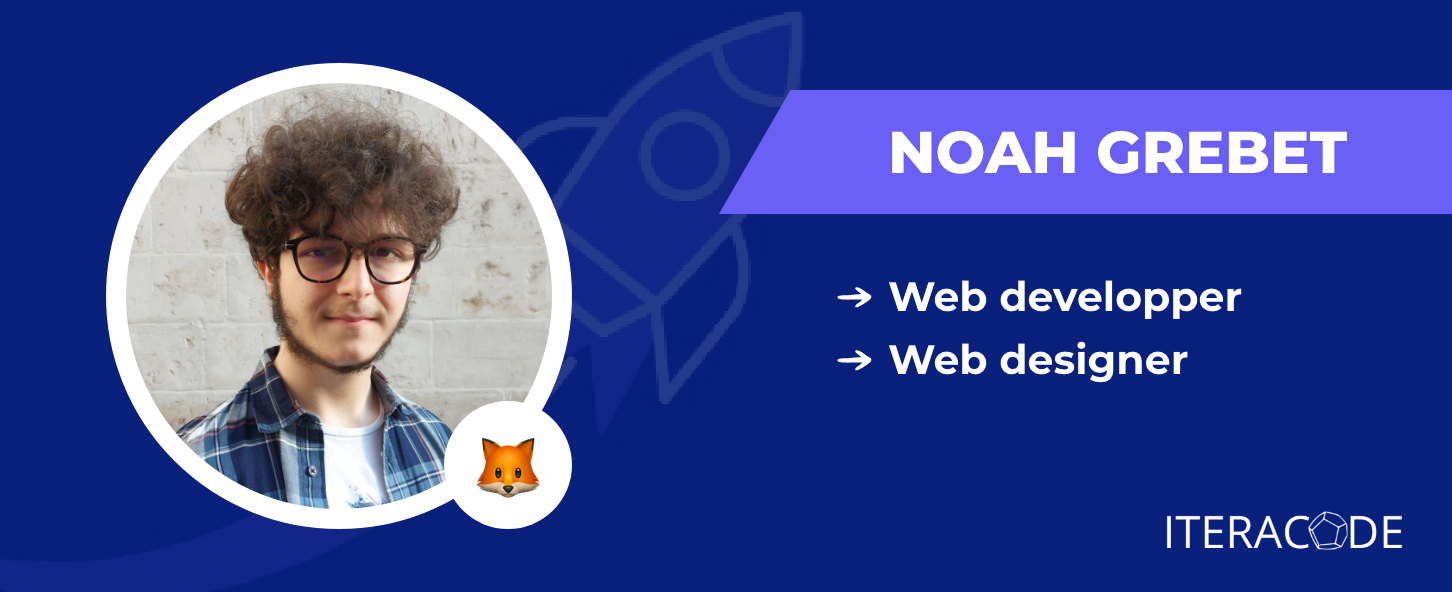 NOAH GREBET
→ Web developper
→ Web designer
ITERACODE